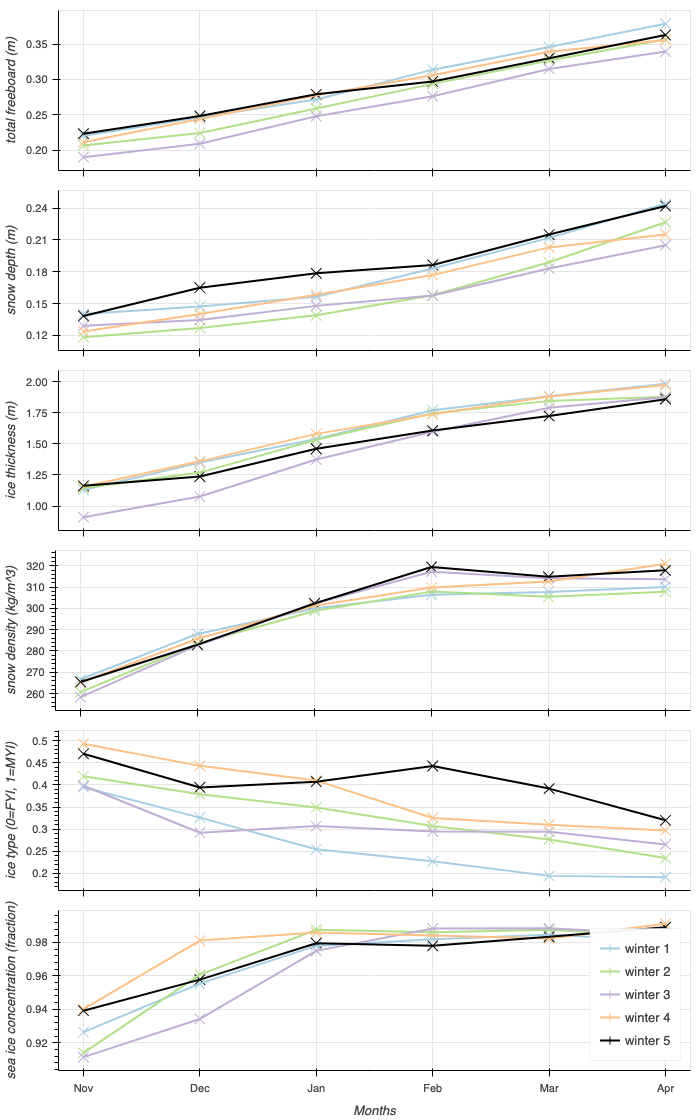 total freeboard (m)
0.35
0.30
0.25
0.20
snow depth (m)
0.24
0.21
0.18
0.15
0.12
ice thickness (m)
2.00
1.75
1.50
1.25
1.00
snow density (kg/m^3)
320
310
300
290
280
270
260
ice type (0=FYI, 1=MYI)
0.5
0.45
0.4
0.35
0.3
0.25
0.2
sea ice concentration (fraction)
0.98
0.96
0.94
0.92
winter 1
winter 2
winter 3
winter 4
winter 5
Nov Dec Jan Feb Mar Apr
Months